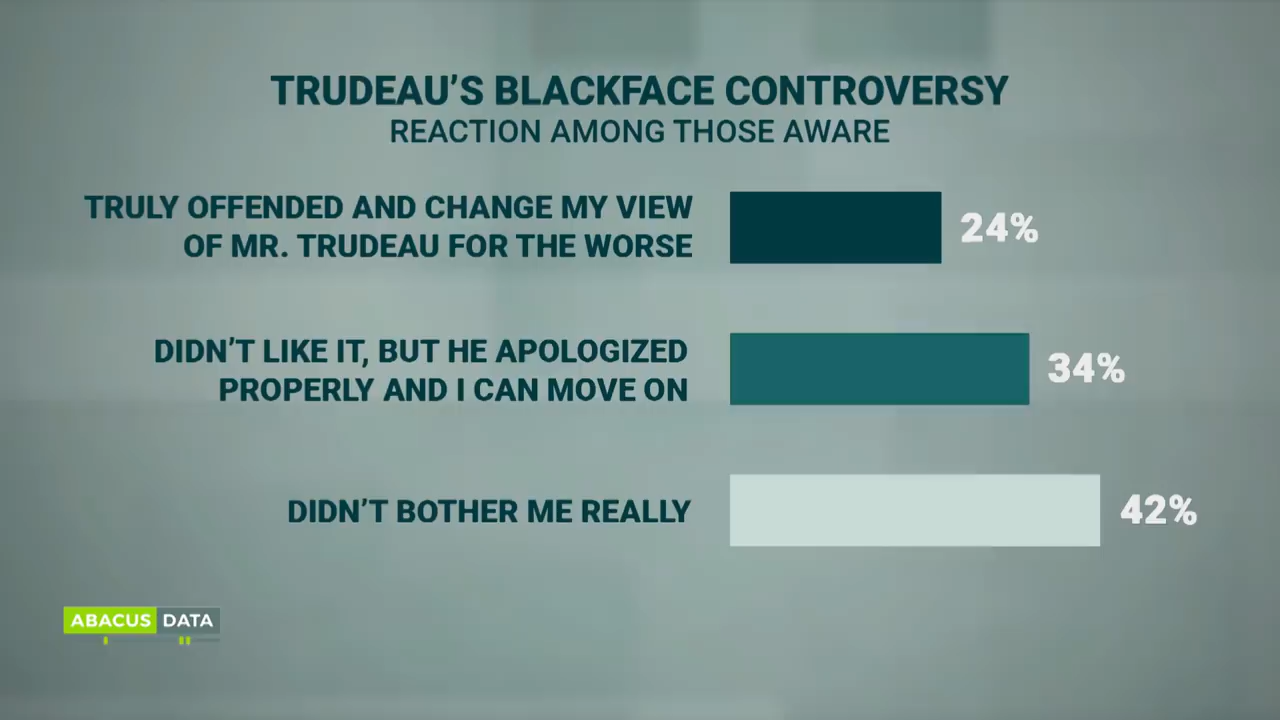 TRUDEAU'S BLACKFACE CONTROVERSY
REACTION AMONG THOSE AWARE
TRULY OFFENDED AND CHANGE MY VIEW
OF MR. TRUDEAU FOR THE WORSE
24%
DIDN'T LIKE IT, BUT HE APOLOGIZED
PROPERLY AND I CAN MOVE ON
34%
DIDN'T BOTHER ME REALLY
42%
ABACUS DATA